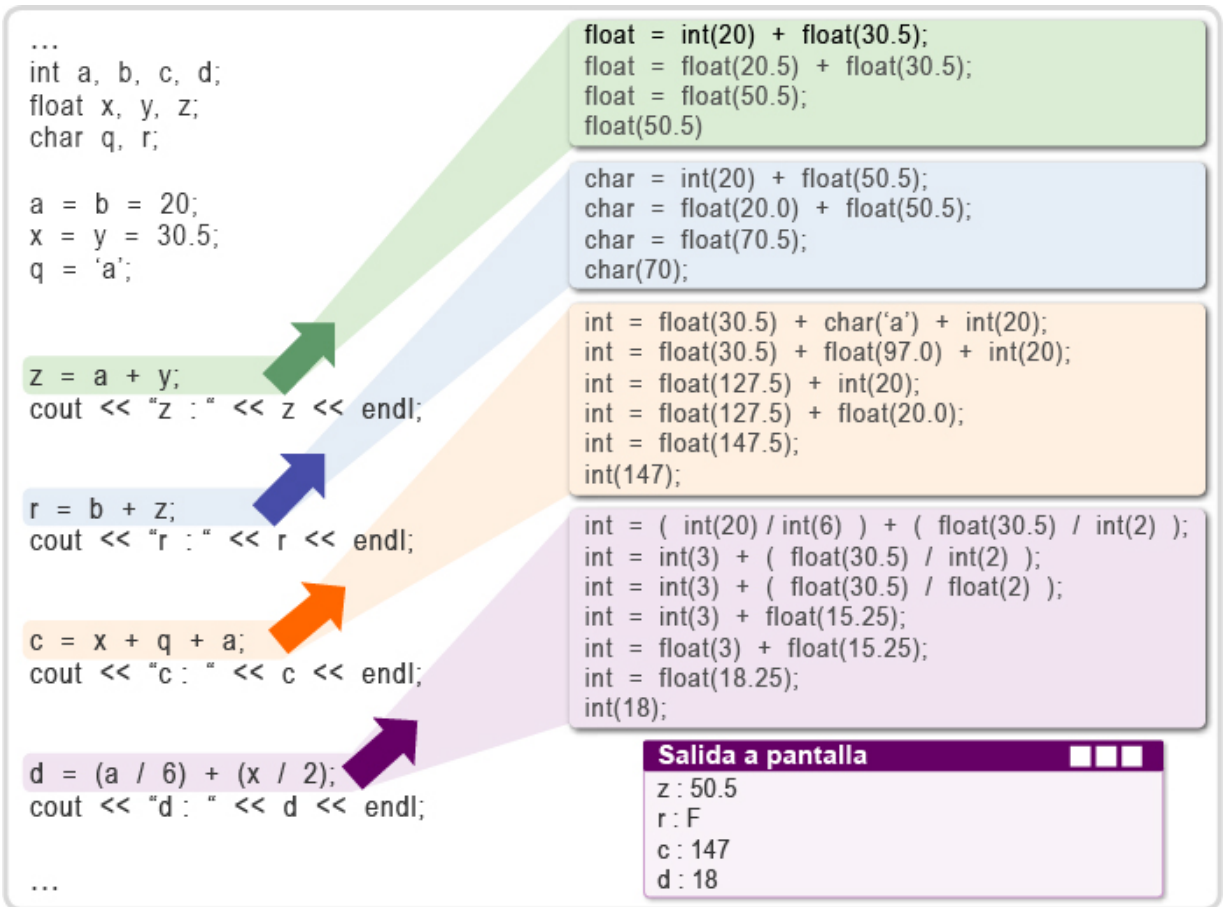 ...
int a, b, c, d;
float x, y, z;
char q, r;
a = b = 20;
x = y = 30.5;
q = ‘a’;
z = a + y;
cout << “z : “ << z << endl;
r = b + z;
cout << “r : “ << r << endl;
c = x + q + a;
cout << “c : “ << c << endl;
d = (a / 6) + (x / 2);
cout << “d : “ << d << endl;
...
float = int(20) + float(30.5);
float = float(20.5) + float(30.5);
float = float(50.5);
float(50.5)
char = int(20) + float(50.5);
char = float(20.0) + float(50.5);
char = float(70.5);
char(70);
int = float(30.5) + char(‘a’) + int(20);
int = float(30.5) + float(97.0) + int(20);
int = float(127.5) + int(20);
int = float(127.5) + float(20.0);
int = float(147.5);
int(147);
int = ( int(20) / int(6) ) + ( float(30.5) / int(2) );
int = int(3) + ( float(30.5) / int(2) );
int = int(3) + ( float(30.5) / float(2) );
int = int(3) + float(15.25);
int = float(3) + float(15.25);
int = float(18.25);
int(18);
Salida a pantalla
z : 50.5
r : F
c : 147
d : 18